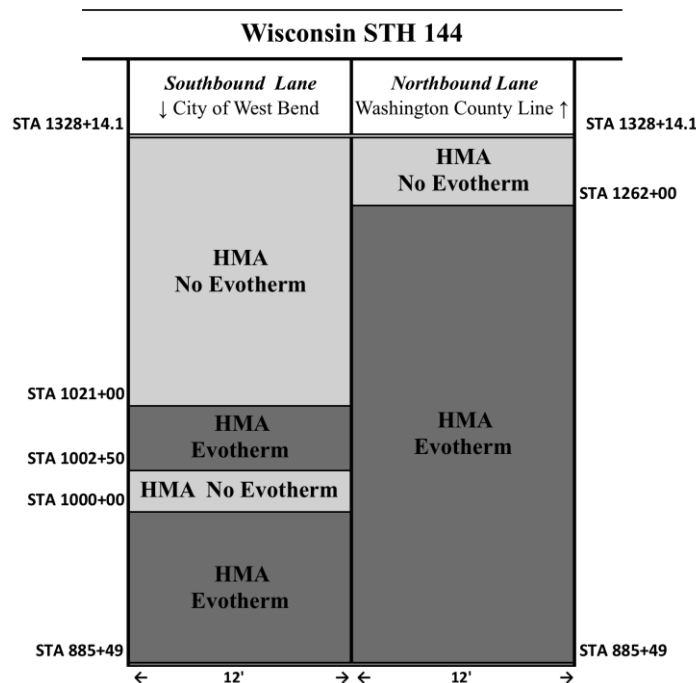 Wisconsin STH 144
Southbound Lane
↓ City of West Bend
Northbound Lane
Washington County Line ↑
STA 1328+14.1
STA 1328+14.1
HMA
No Evotherm
STA 1262+00
HMA
No Evotherm
STA 1021+00
HMA
Evotherm
HMA
Evotherm
STA 1002+50
HMA No Evotherm
STA 1000+00
HMA
Evotherm
STA 885+49
STA 885+49
← 12' →
← 12' →